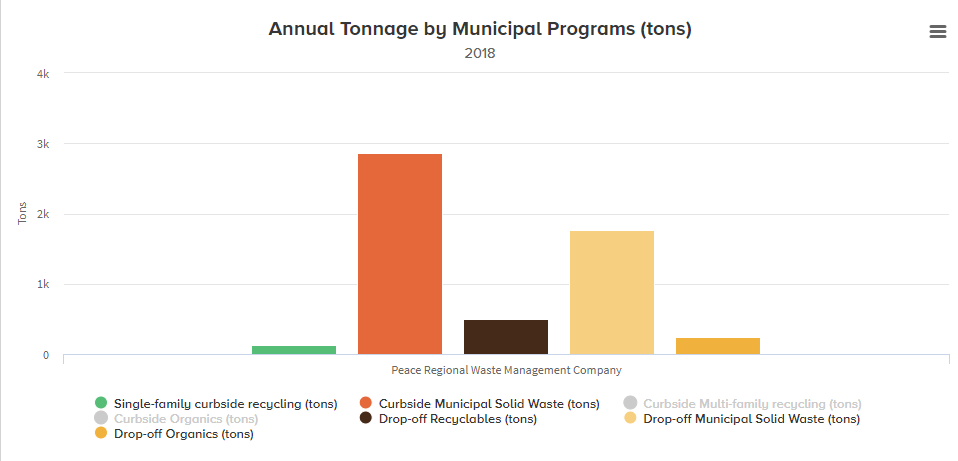 Annual Tonnage by Municipal Programs (tons)
2018
4k
3k
2k
1k
0
Tons
Peace Regional Waste Management Company
Single-family curbside recycling (tons)
Curbside Municipal Solid Waste (tons)
Curbside Multi-family recycling (tons)
Curbside Organics (tons)
Drop-off Recyclables (tons)
Drop-off Municipal Solid Waste (tons)
Drop-off Organics (tons)